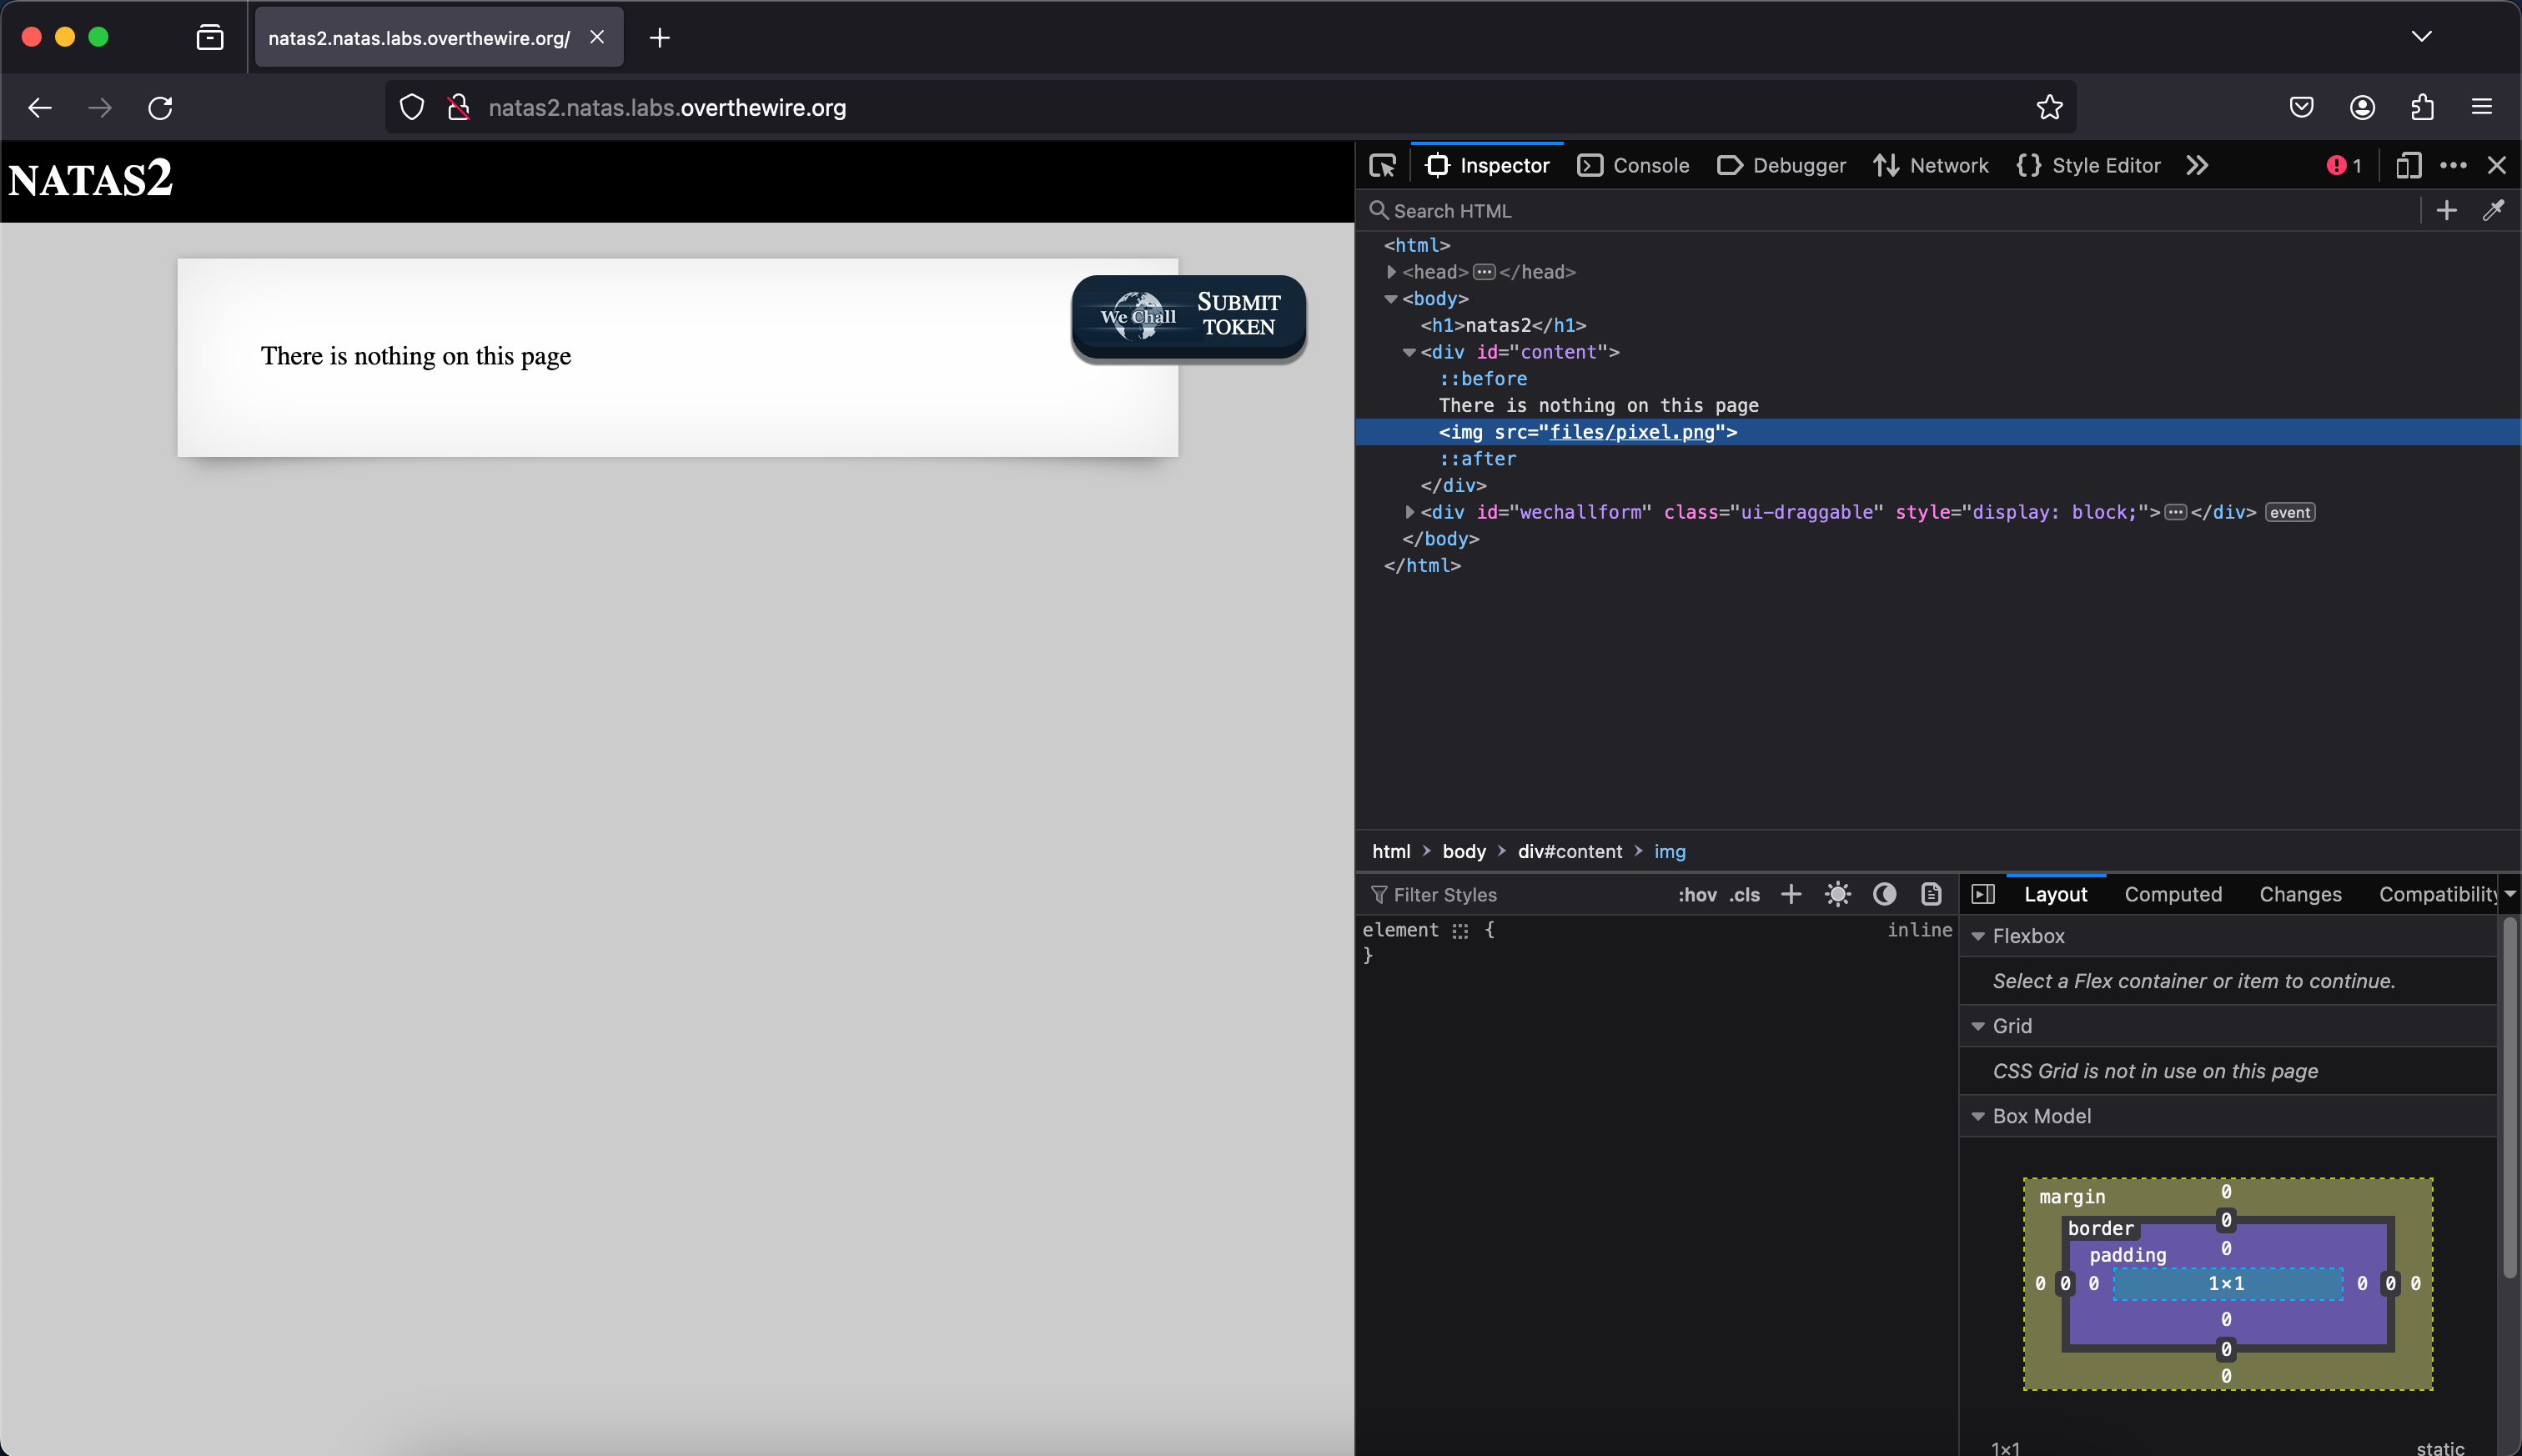 natas2.natas.labs.overthewire.org/
natas2.natas.labs.overthewire.org
NATAS2
There is nothing on this page
We Chall
SUBMIT
TOKEN
Inspector Console Debugger Network Style Editor 1
Search HTML
<html>
<head></head>
<body>
<h1>natas2</h1>
<div id="content">
::before
There is nothing on this page
<img src="files/pixel.png">
::after
</div>
<div id="wechallform" class="ui-draggable" style="display: block;"></div> event
</body>
</html>
html body div#content img
Filter Styles :hov .cls
element { inline
}
Layout Computed Changes Compatibility
Flexbox
Select a Flex container or item to continue.
Grid
CSS Grid is not in use on this page
Box Model
margin 0
border 0
padding 0
0 0 0 1×1 0 0 0
0
0
0
1×1 static